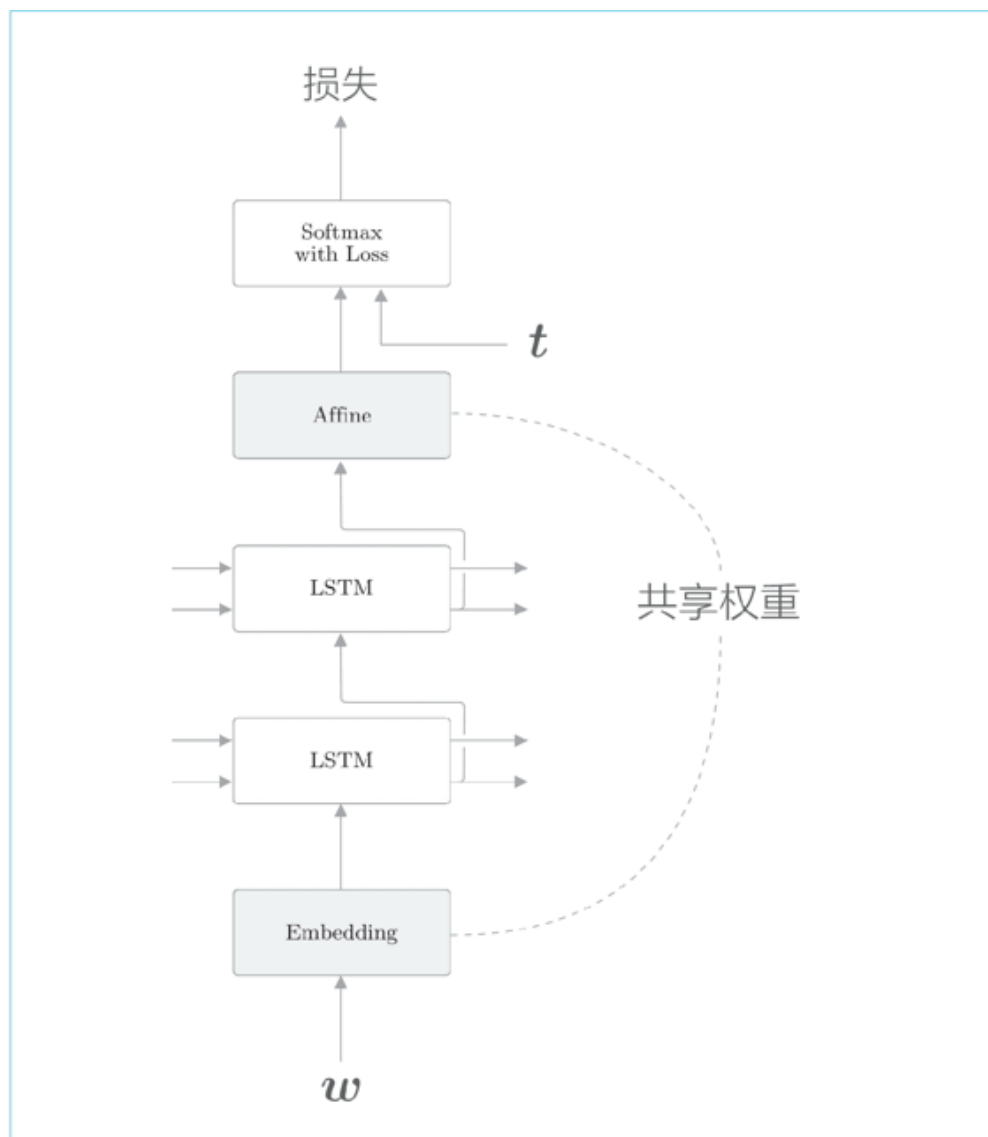 损失
Softmax
with Loss
t
Affine
LSTM
共享权重
LSTM
Embedding
w